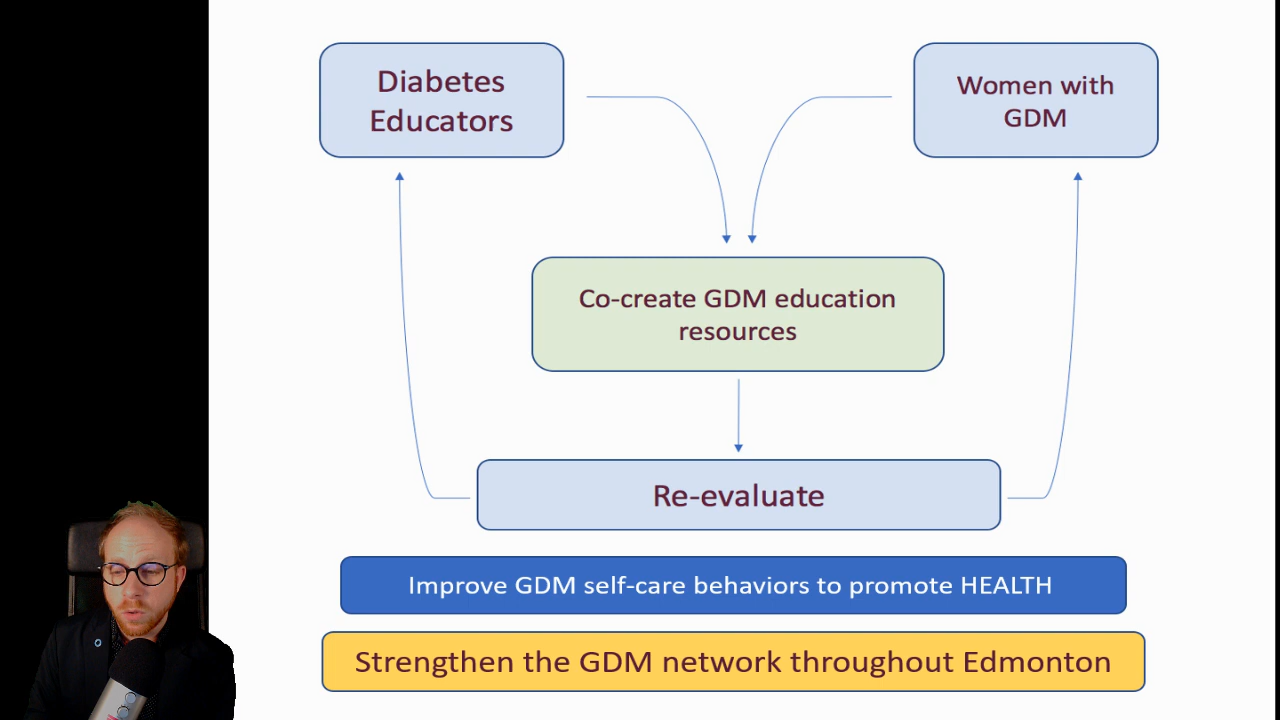 Diabetes
Educators
Women with
GDM
Co-create GDM education
resources
Re-evaluate
Improve GDM self-care behaviors to promote HEALTH
Strengthen the GDM network throughout Edmonton